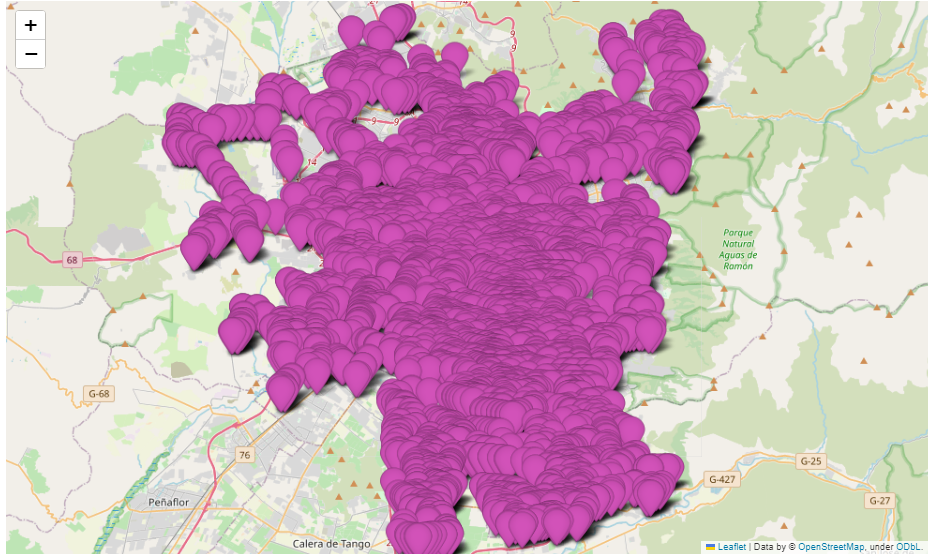 +
−
14
9
9
9
9
14
68
Parque
Natural
Aguas de
Ramón
G-68
76
Peñaflor
Calera de Tango
G-427
G-25
G-27
Leaflet | Data by © OpenStreetMap, under ODbL.